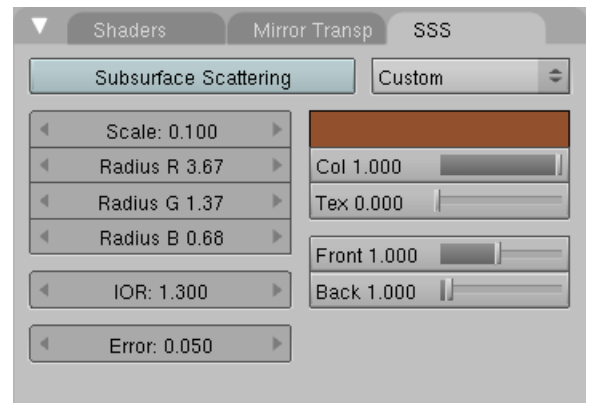 Shaders Mirror Transp SSS
Subsurface Scattering Custom
Scale: 0.100
Radius R 3.67
Radius G 1.37
Radius B 0.68
IOR: 1.300
Error: 0.050
Col 1.000
Tex 0.000
Front 1.000
Back 1.000